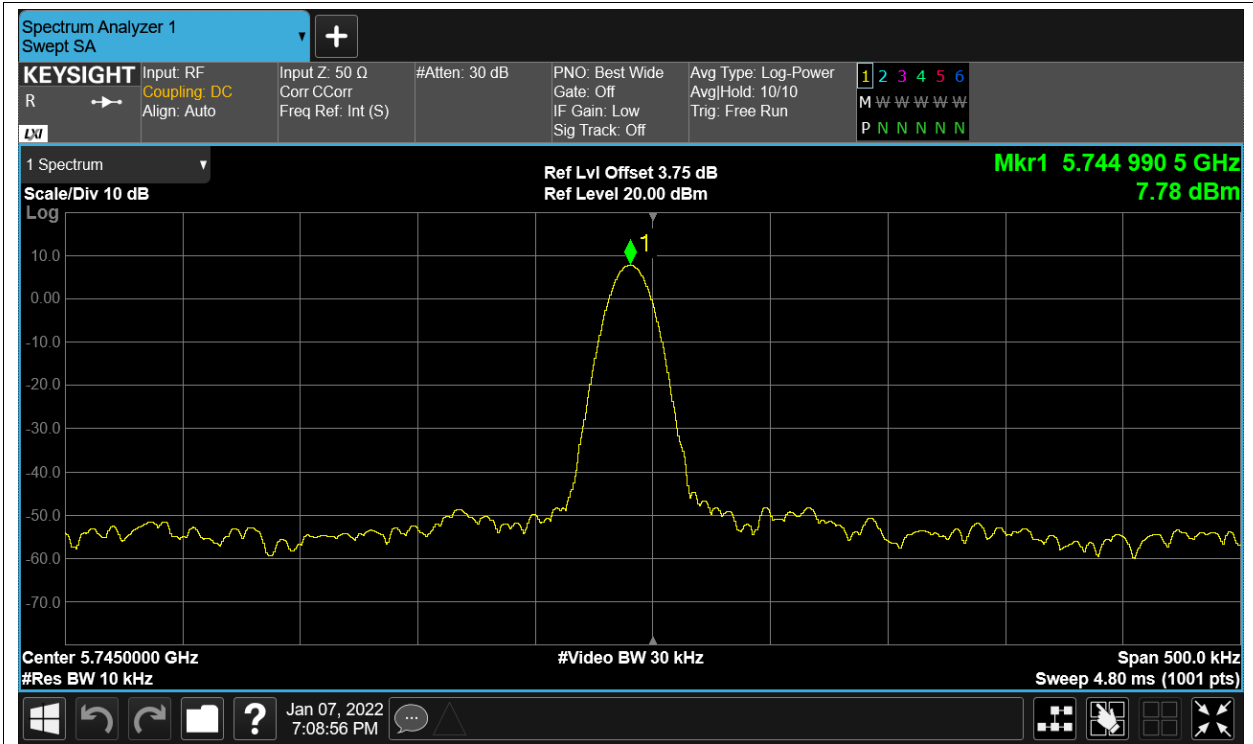 Spectrum Analyzer 1
Swept SA
KEYSIGHT
R
LXI
Input: RF
Coupling: DC
Align: Auto
Input Z: 50 Ω
Corr CCorr
Freq Ref: Int (S)
#Atten: 30 dB
PNO: Best Wide
Gate: Off
IF Gain: Low
Sig Track: Off
Avg Type: Log-Power
Avg|Hold: 10/10
Trig: Free Run
1 2 3 4 5 6
M W W W W W
P N N N N N
1 Spectrum
Scale/Div 10 dB
Log
Ref Lvl Offset 3.75 dB
Ref Level 20.00 dBm
Mkr1 5.744 990 5 GHz
7.78 dBm
1
10.0
0.00
-10.0
-20.0
-30.0
-40.0
-50.0
-60.0
-70.0
Center 5.7450000 GHz
#Res BW 10 kHz
#Video BW 30 kHz
Span 500.0 kHz
Sweep 4.80 ms (1001 pts)
?
Jan 07, 2022
7:08:56 PM